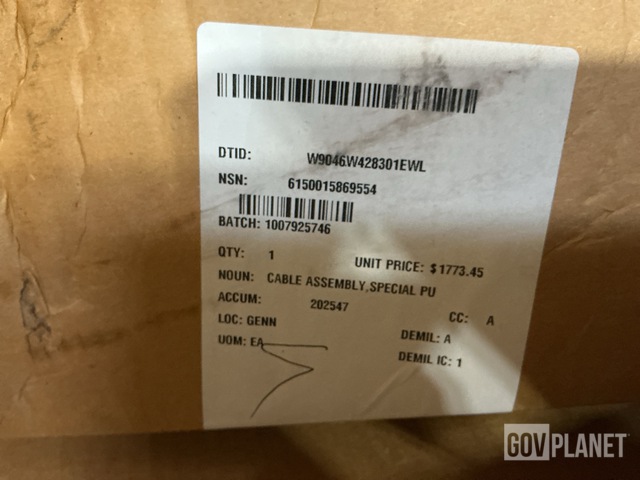 DTID: W9046W428301EWL
NSN: 6150015869554
BATCH: 1007925746
QTY: 1 UNIT PRICE: $1773.45
NOUN: CABLE ASSEMBLY,SPECIAL PU
ACCUM: 202547 CC: A
LOC: GENN DEMIL: A
UOM: EA DEMIL IC: 1
GOVPLANET